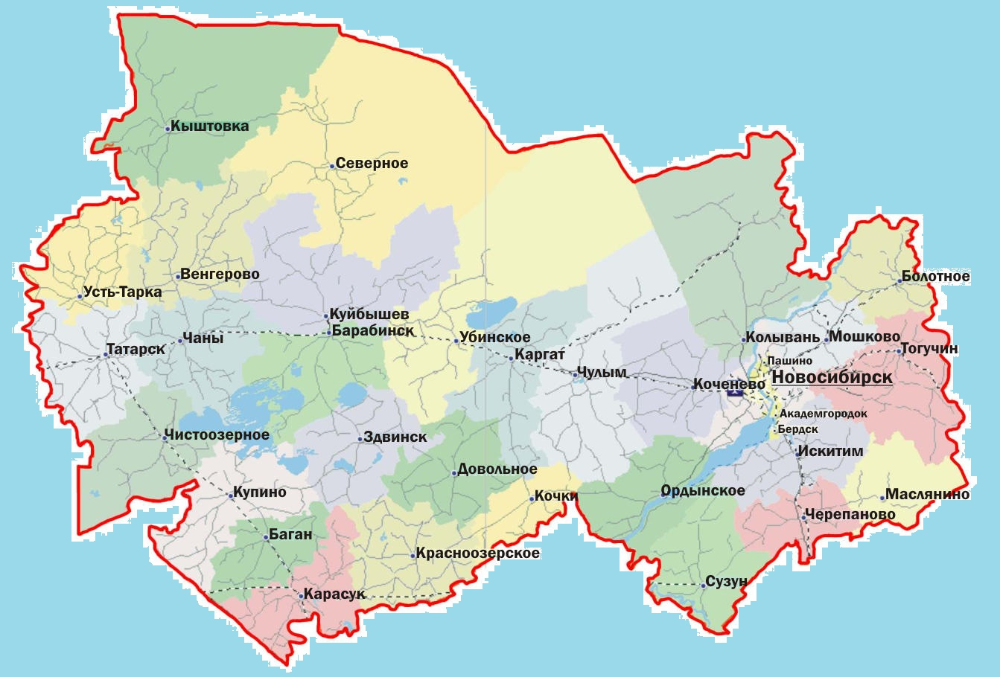 Кыштовка
Северное
Венгерово
Усть-Тарка
Болотное
Куйбышев
Барабинск
Чаны
Убинское
Колывань
Мошково
Татарск
Каргат
Тогучин
Пашино
Чулым
Новосибирск
Коченево
Академгородок
Бердск
Чистоозерное
Здвинск
Искитим
Довольное
Купино
Ордынское
Маслянино
Кочки
Черепаново
Баган
Красноозерское
Сузун
Карасук